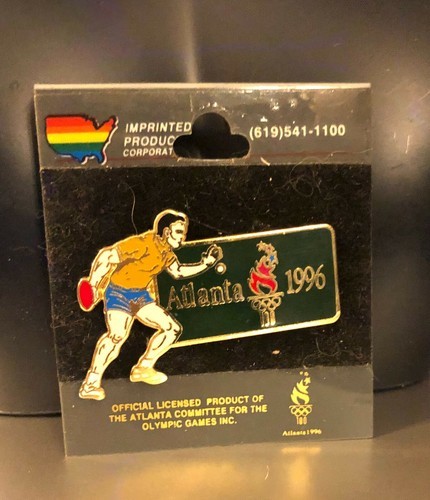 IMPRINTED
PRODUC
CORPORAT
(619)541-1100
Atlanta 1996
OFFICIAL LICENSED PRODUCT OF
THE ATLANTA COMMITTEE FOR THE
OLYMPIC GAMES INC.
100
Atlanta 1996